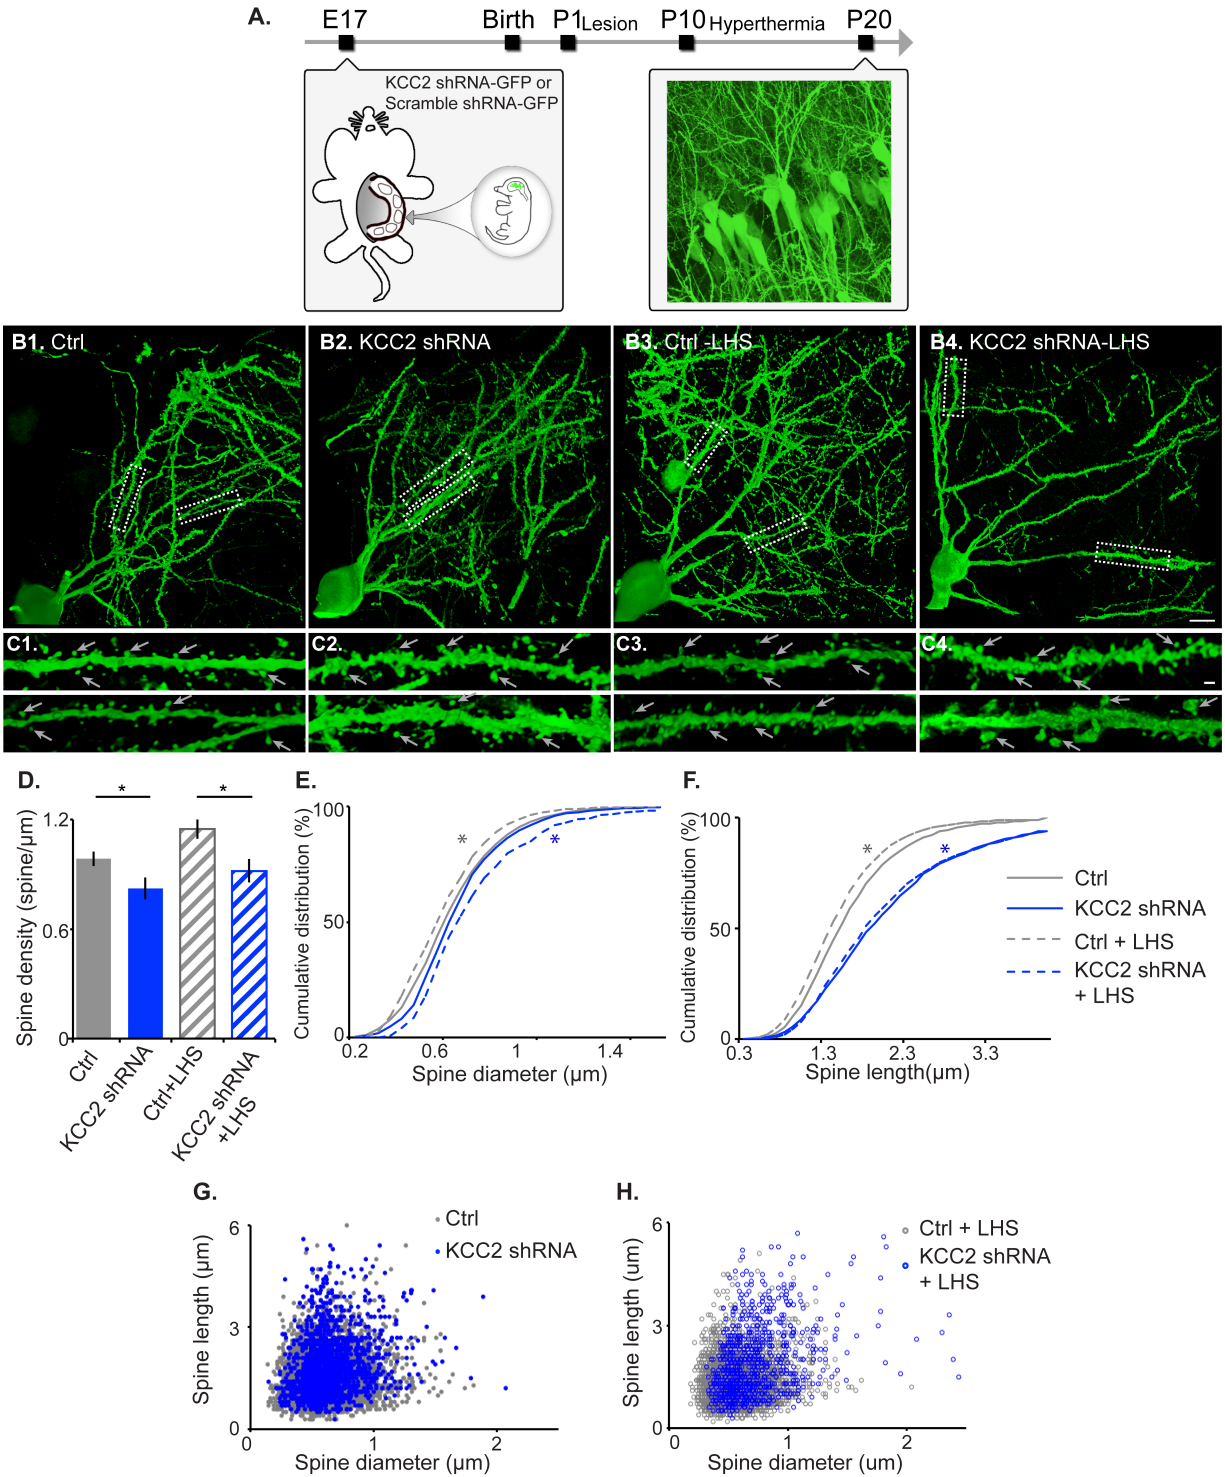 A.
E17 Birth P1 Lesion P10 Hyperthermia P20
KCC2 shRNA-GFP or
Scramble shRNA-GFP
B1. Ctrl
B2. KCC2 shRNA
B3. Ctrl -LHS
B4. KCC2 shRNA-LHS
C1.
C2.
C3.
C4.
D.
Spine density (spine/µm)
1.2
0.6
0
*
*
Ctrl
KCC2 shRNA
Ctrl+LHS
KCC2 shRNA
+LHS
E.
Cumulative distribution (%)
100
50
0
*
*
0.2 0.6 1 1.4
Spine diameter (µm)
F.
Cumulative distribution (%)
100
50
0
*
*
0.3 1.3 2.3 3.3
Spine length(µm)
Ctrl
KCC2 shRNA
Ctrl + LHS
KCC2 shRNA
+ LHS
G.
Spine length (µm)
6
3
0
Ctrl
KCC2 shRNA
0 1 2
Spine diameter (µm)
H.
Spine length (um)
6
3
0
Ctrl + LHS
KCC2 shRNA
+ LHS
0 1 2
Spine diameter (um)